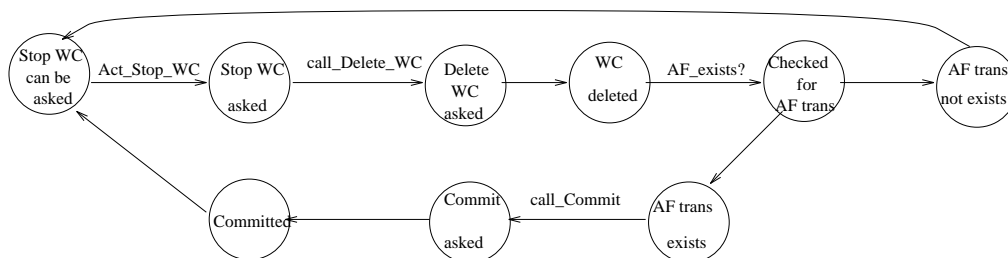 Stop WC
can be
asked
Act_Stop_WC
Stop WC
asked
call_Delete_WC
Delete
WC
asked
WC
deleted
AF_exists?
Checked
for
AF trans
AF trans
not exists
Committed
Commit
asked
call_Commit
AF trans
exists